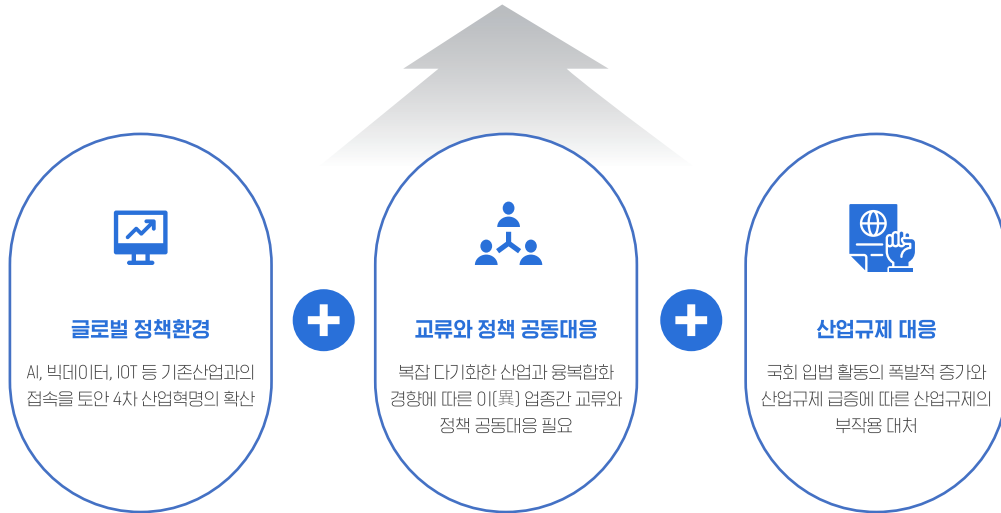 글로벌 정책환경
AI, 빅데이터, IOT 등 기존산업과의
접속을 토안 4차 산업혁명의 확산
교류와 정책 공동대응
복잡 다기화한 산업과 융복합화
경향에 따른 이(異) 업종간 교류와
정책 공동대응 필요
산업규제 대응
국회 입법 활동의 폭발적 증가와
산업규제 급증에 따른 산업규제의
부작용 대처